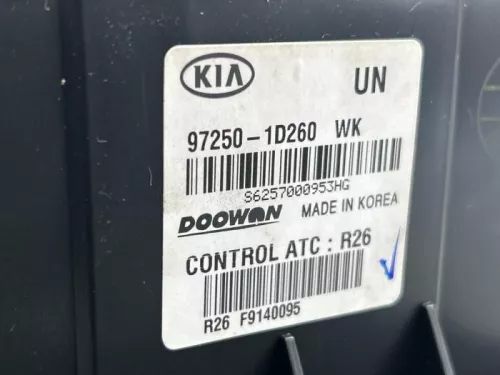 KIA UN
97250-1D260 WK
S6257000953HG
DOOWON MADE IN KOREA
CONTROL ATC : R26
R26 F9140095